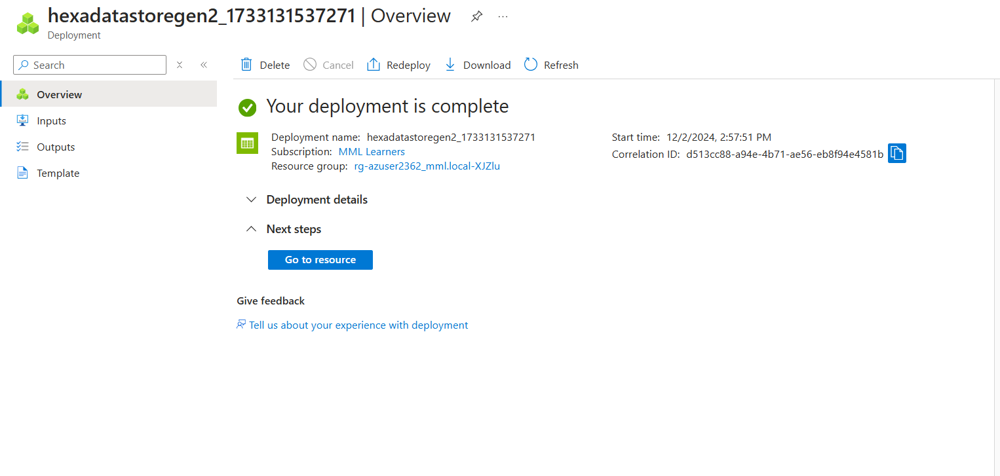 hexadatastoregen2_1733131537271 | Overview
Deployment
Search
Overview
Inputs
Outputs
Template
Delete
Cancel
Redeploy
Download
Refresh
Your deployment is complete
Deployment name: hexadatastoregen2_1733131537271
Subscription: MML Learners
Resource group: rg-azuser2362_mml.local-XJZlu
Start time: 12/2/2024, 2:57:51 PM
Correlation ID: d513cc88-a94e-4b71-ae56-eb8f94e4581b
Deployment details
Next steps
Go to resource
Give feedback
Tell us about your experience with deployment